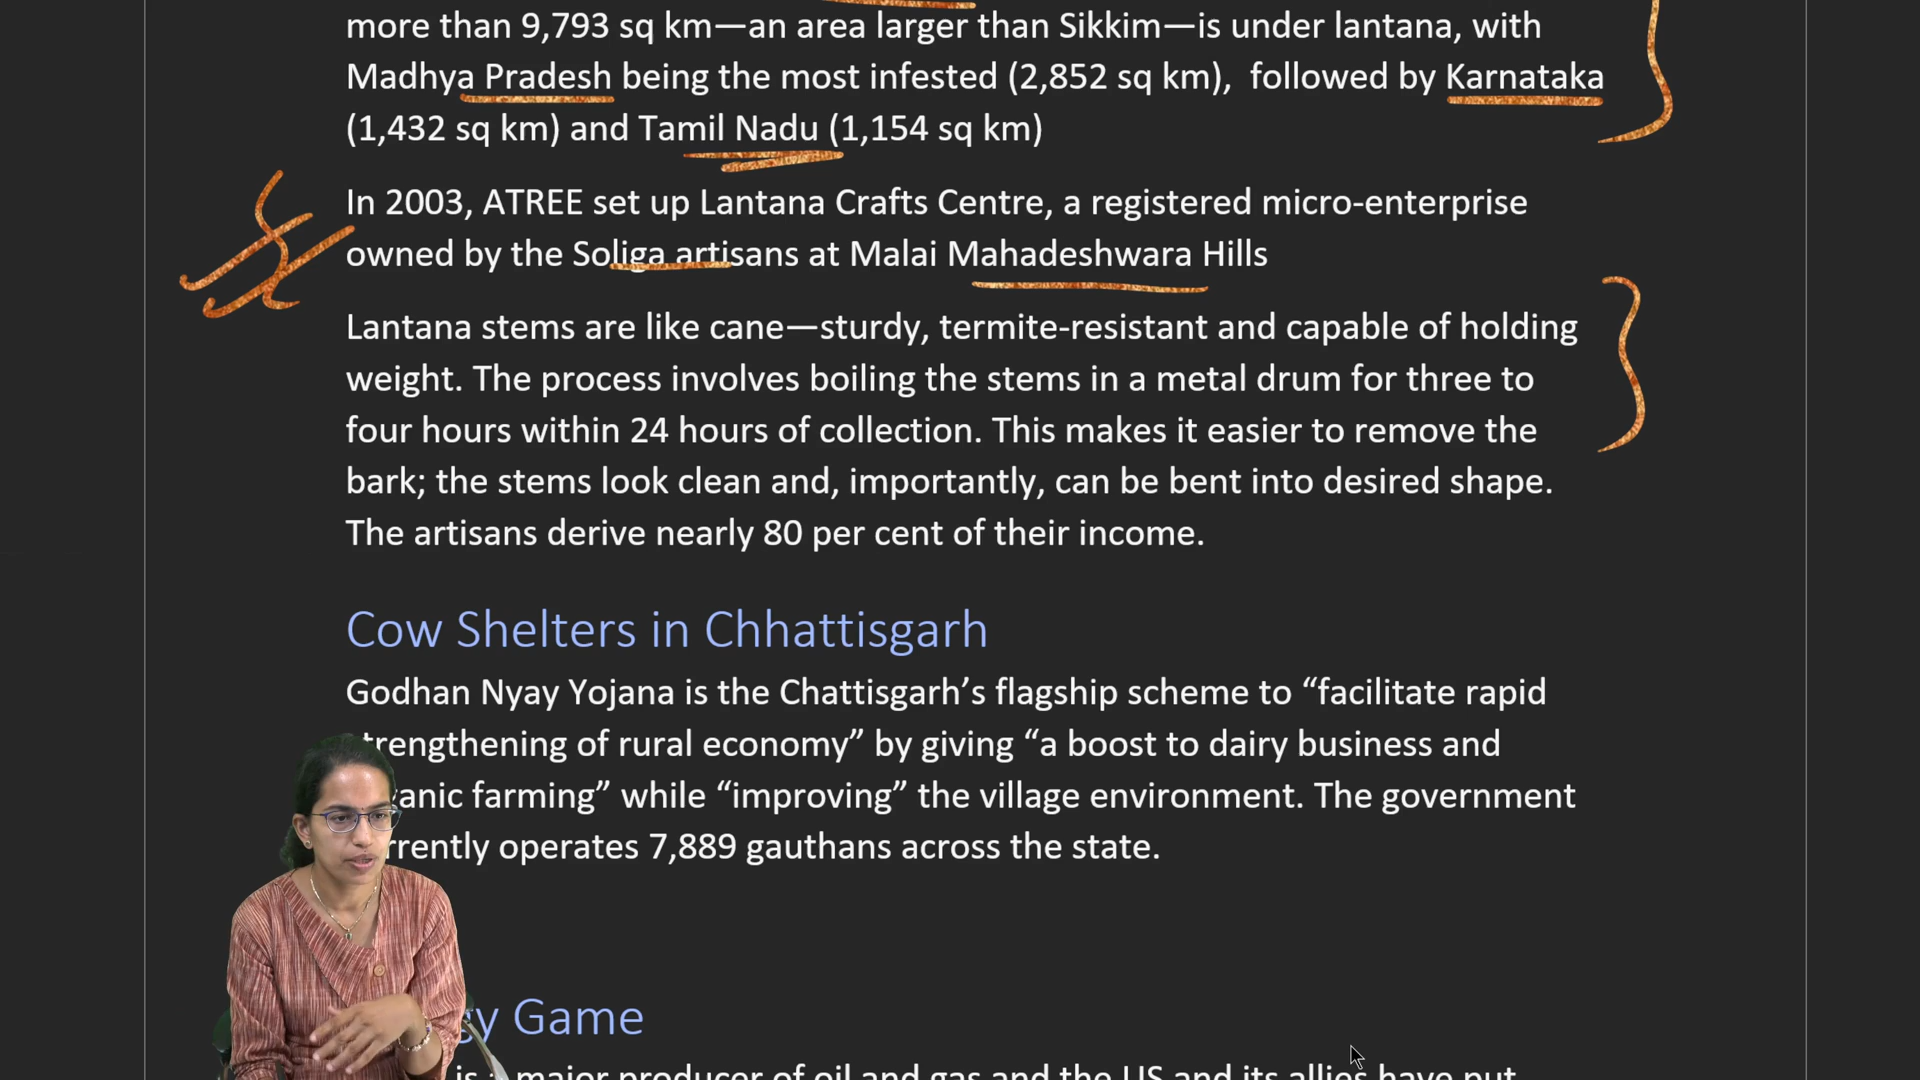 more than 9,793 sq km—an area larger than Sikkim—is under lantana, with
Madhya Pradesh being the most infested (2,852 sq km), followed by Karnataka
(1,432 sq km) and Tamil Nadu (1,154 sq km)
In 2003, ATREE set up Lantana Crafts Centre, a registered micro-enterprise
owned by the Soliga artisans at Malai Mahadeshwara Hills
Lantana stems are like cane—sturdy, termite-resistant and capable of holding
weight. The process involves boiling the stems in a metal drum for three to
four hours within 24 hours of collection. This makes it easier to remove the
bark; the stems look clean and, importantly, can be bent into desired shape.
The artisans derive nearly 80 per cent of their income.
Cow Shelters in Chhattisgarh
Godhan Nyay Yojana is the Chattisgarh’s flagship scheme to “facilitate rapid
trengthening of rural economy” by giving “a boost to dairy business and
anic farming” while “improving” the village environment. The government
rrently operates 7,889 gauthans across the state.
gy Game
is a major producer of oil and gas and the US and its allies have put